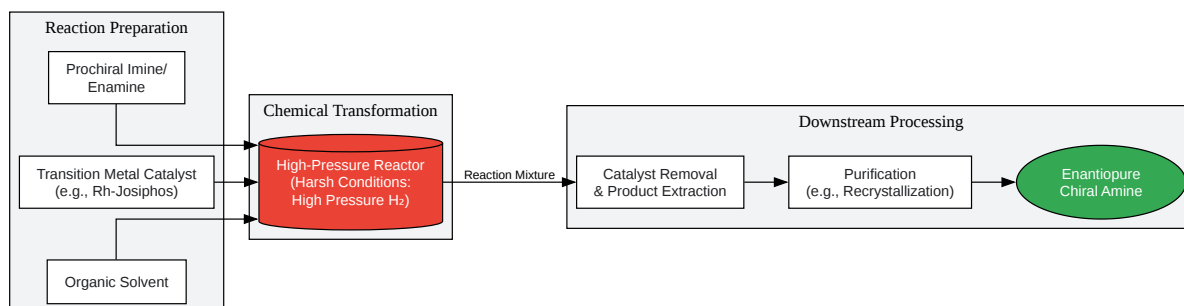 Reaction Preparation
Prochiral Imine/
Enamine
Transition Metal Catalyst
(e.g., Rh-Josiphos)
Organic Solvent
Chemical Transformation
High-Pressure Reactor
(Harsh Conditions:
High Pressure H₂)
Reaction Mixture
Downstream Processing
Catalyst Removal
& Product Extraction
Purification
(e.g., Recrystallization)
Enantiopure
Chiral Amine